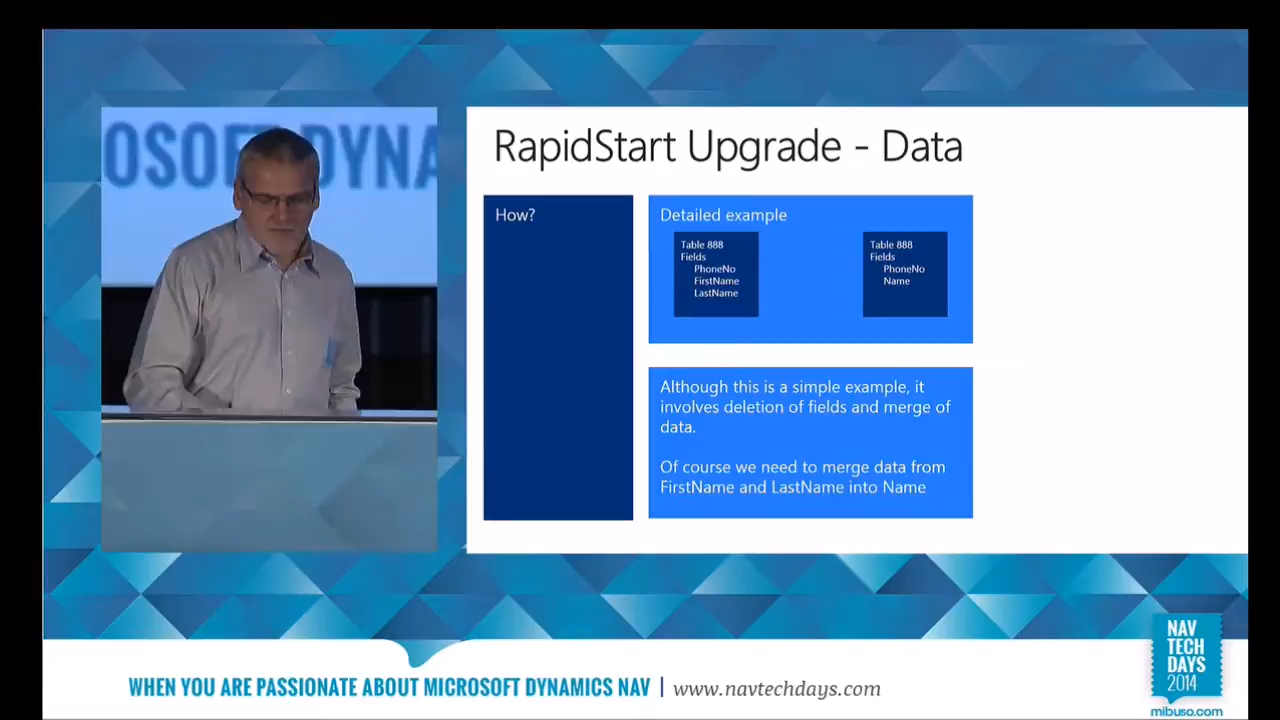 OSOFT DYNA
RapidStart Upgrade - Data
How?
Detailed example
Table 888
Fields
PhoneNo
FirstName
LastName
Table 888
Fields
PhoneNo
Name
Although this is a simple example, it
involves deletion of fields and merge of
data.
Of course we need to merge data from
FirstName and LastName into Name
WHEN YOU ARE PASSIONATE ABOUT MICROSOFT DYNAMICS NAV | www.navtechdays.com
NAV
TECH
DAYS
2014
mibuso.com